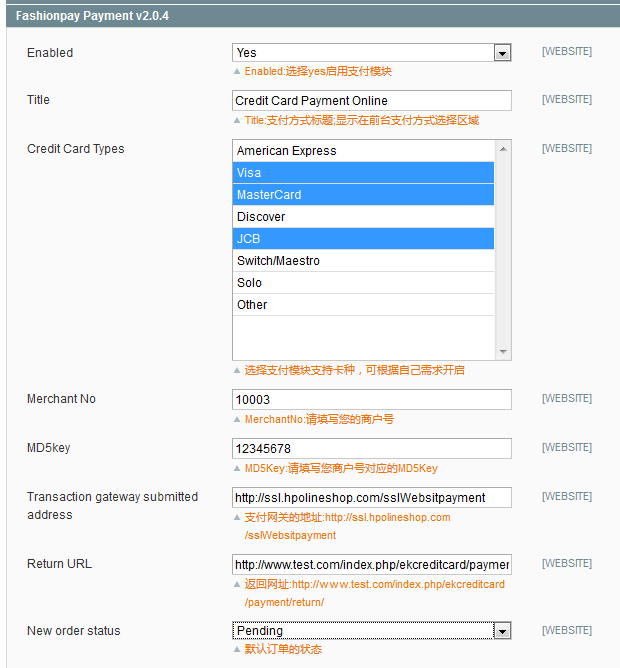 Fashionpay Payment v2.0.4
Enabled
Yes
[WEBSITE]
Enabled:选择yes启用支付模块
Title
Credit Card Payment Online
[WEBSITE]
Title:支付方式标题;显示在前台支付方式选择区域
Credit Card Types
American Express
[WEBSITE]
Visa
MasterCard
Discover
JCB
Switch/Maestro
Solo
Other
选择支付模块支持卡种，可根据自己需求开启
Merchant No
10003
[WEBSITE]
MerchantNo:请填写您的商户号
MD5key
12345678
[WEBSITE]
MD5Key:请填写您商户号对应的MD5Key
Transaction gateway submitted
address
http://ssl.hpolineshop.com/sslWebsitpayment
[WEBSITE]
支付网关的地址:http://ssl.hpolineshop.com
/sslWebsitpayment
Return URL
http://www.test.com/index.php/ekcreditcard/paymer
[WEBSITE]
返回网址:http://www.test.com/index.php/ekcreditcard
/payment/return/
New order status
Pending
[WEBSITE]
默认订单的状态